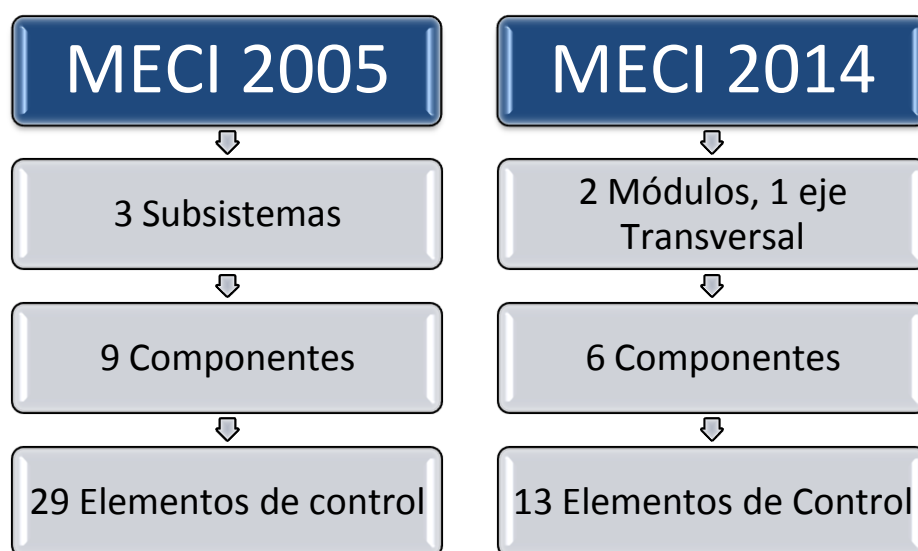 MECI 2005
3 Subsistemas
9 Componentes
29 Elementos de control
MECI 2014
2 Módulos, 1 eje
Transversal
6 Componentes
13 Elementos de Control